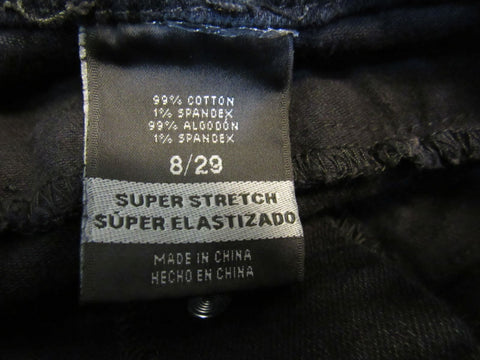 99% COTTON
1% SPANDEX
99% ALGODÓN
1% SPANDEX
8/29
SUPER STRETCH
SÚPER ELASTIZADO
MADE IN CHINA
HECHO EN CHINA